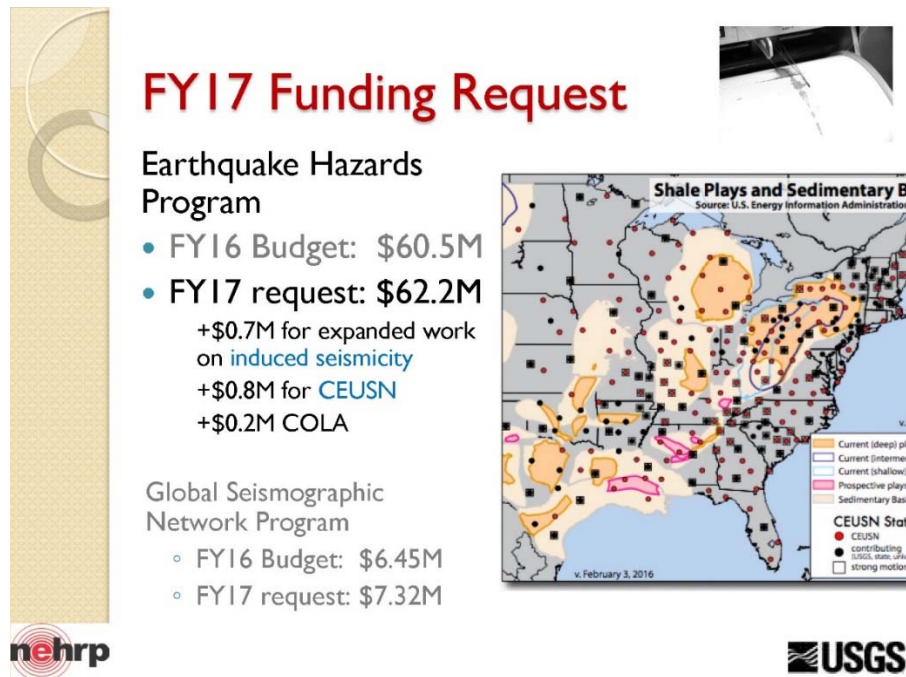 FY17 Funding Request
Earthquake Hazards
Program
• FY16 Budget: $60.5M
• FY17 request: $62.2M
+$0.7M for expanded work
on induced seismicity
+$0.8M for CEUSN
+$0.2M COLA
Global Seismographic
Network Program
◦ FY16 Budget: $6.45M
◦ FY17 request: $7.32M
Shale Plays and Sedimentary B
Source: U.S. Energy Information Administration
v.
Current (deep) pl
Current (interme
Current (shallow)
Prospective plays
Sedimentary Bas
CEUSN Stat
CEUSN
contributing
(USGS, state,
strong motion
v. February 3, 2016
nehrp
USGS